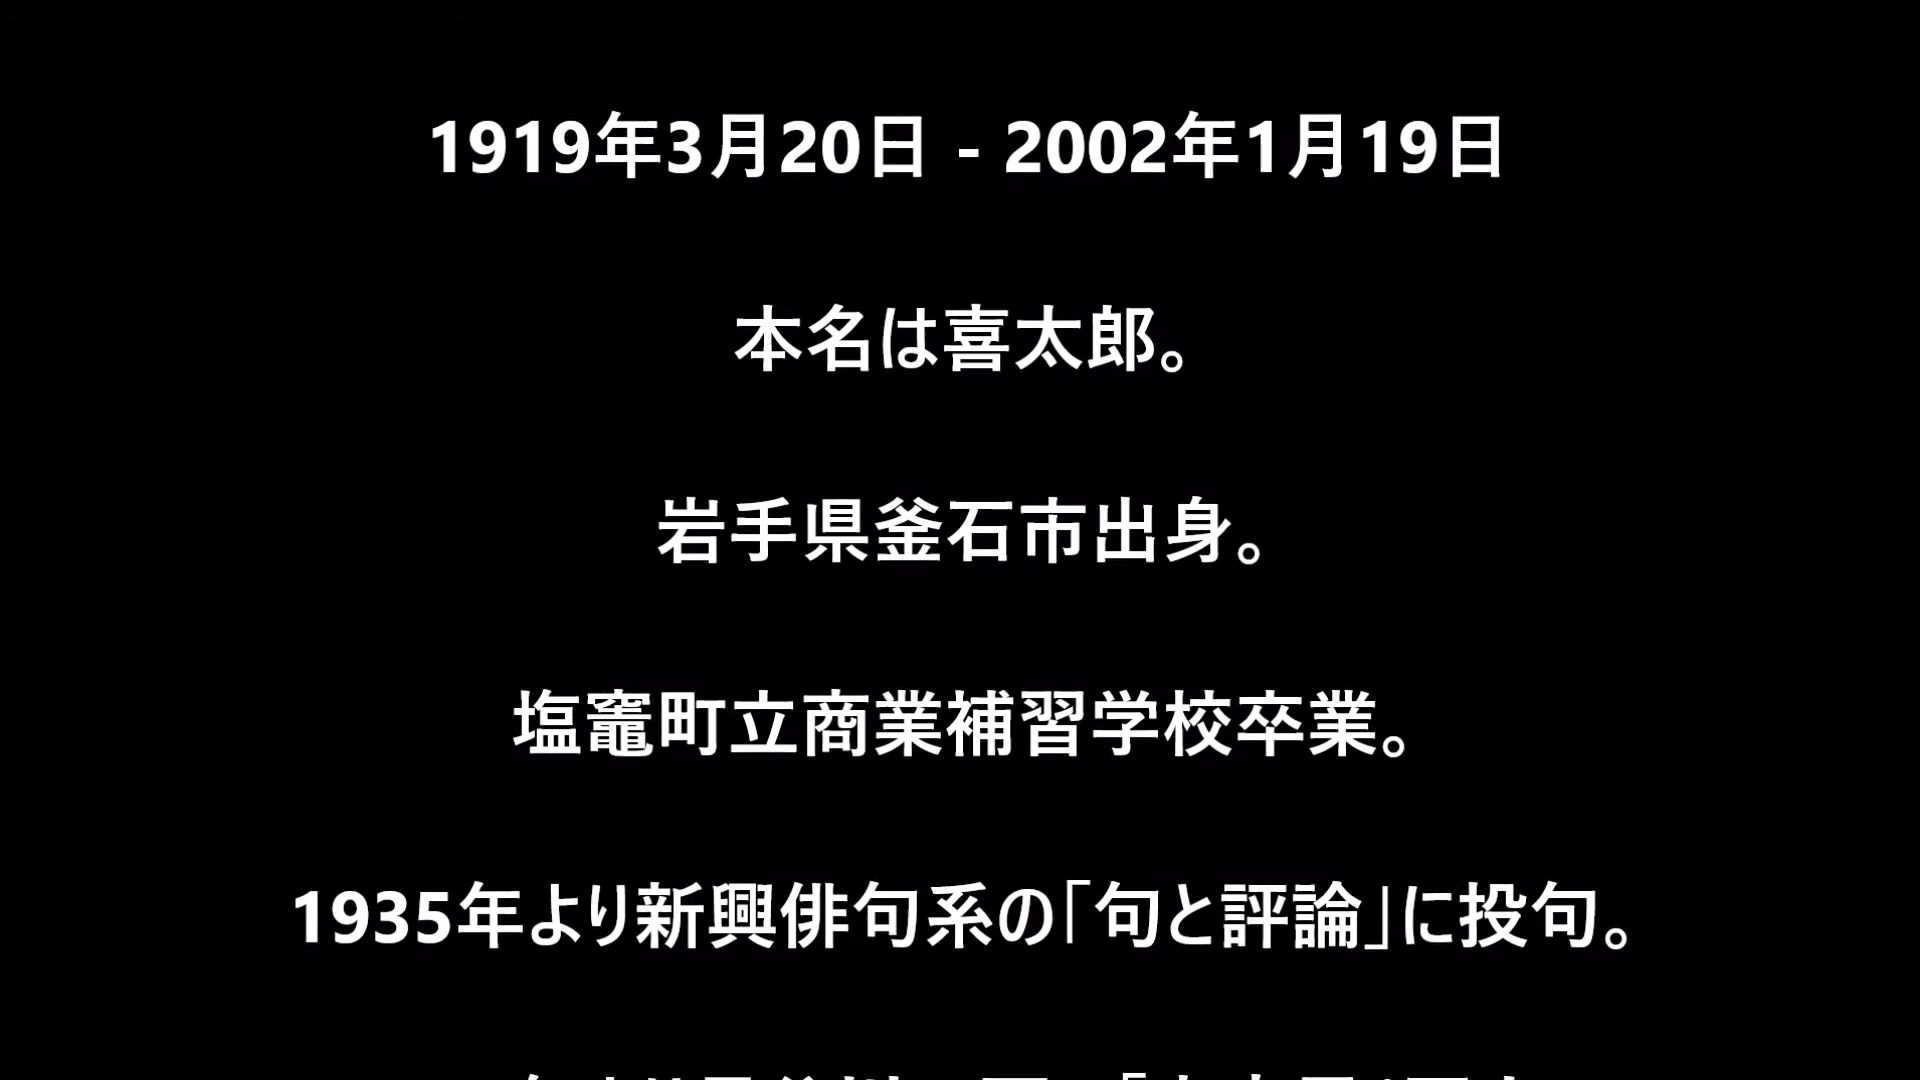 1919年3月20日 - 2002年1月19日
本名は喜太郎。
岩手県釜石市出身。
塩竈町立商業補習学校卒業。
1935年より新興俳句系の「句と評論」に投句。